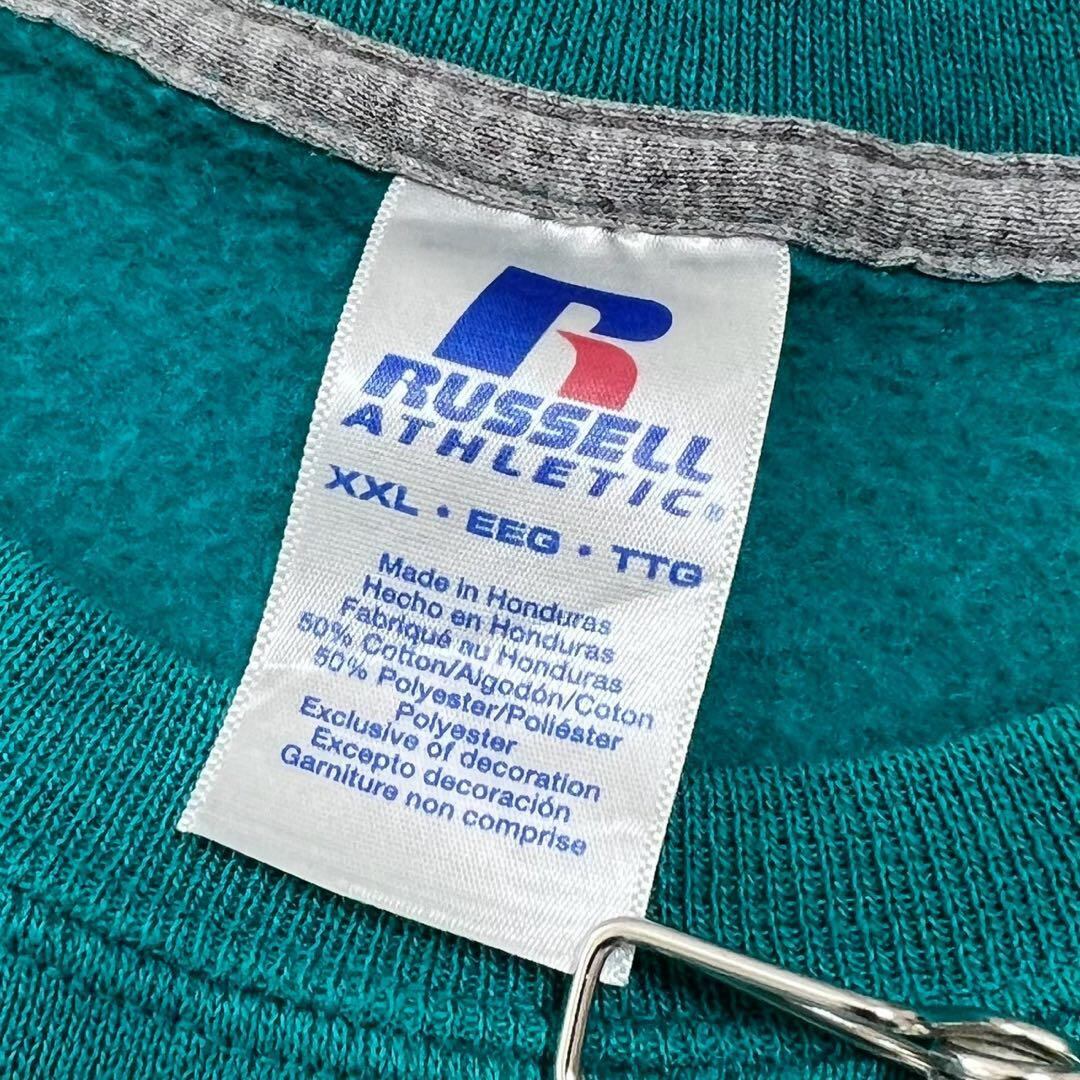 RUSSELL
ATHLETIC®
XXL • EEG • TTG
Made in Honduras
Hecho en Honduras
Fabriqué au Honduras
50% Cotton/Algodón/Coton
50% Polyester/Poliéster
Polyester
Exclusive of decoration
Excepto decoración
Garniture non comprise